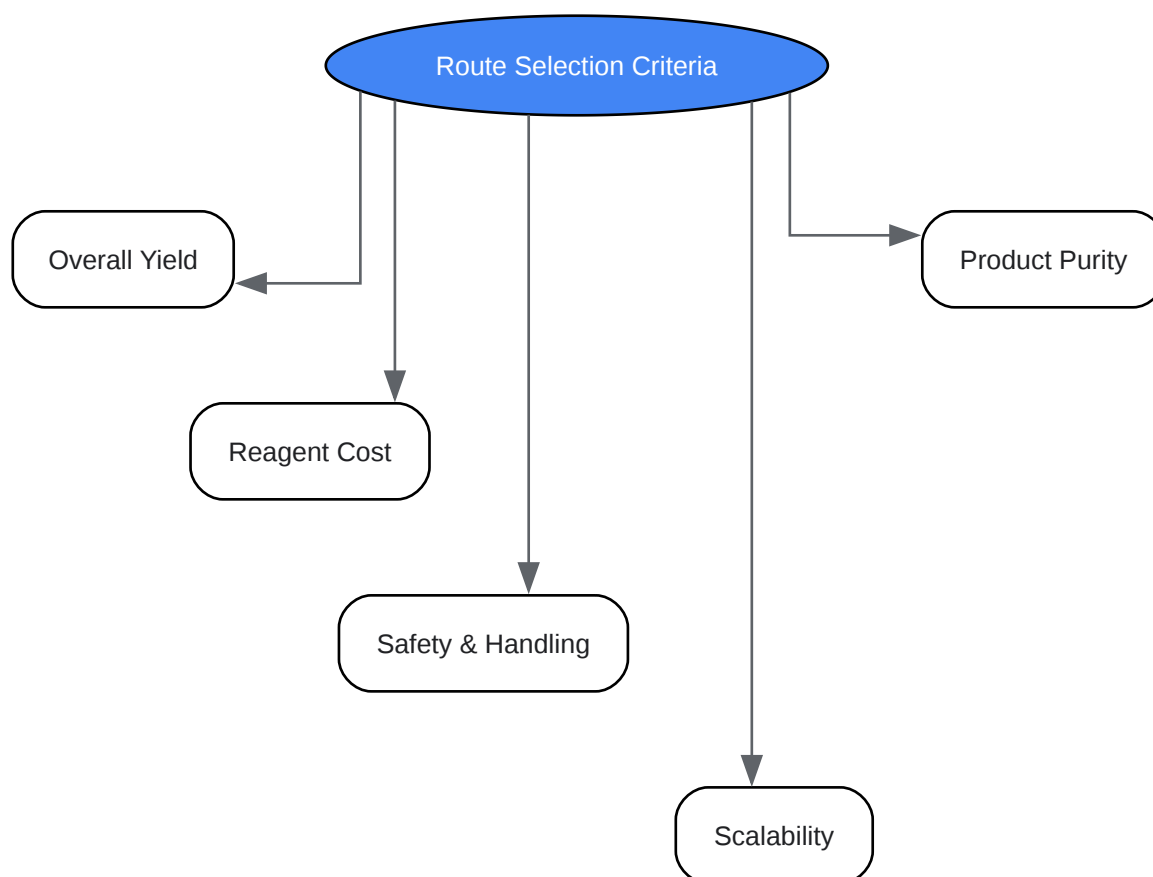 Route Selection Criteria
Overall Yield
Product Purity
Reagent Cost
Safety & Handling
Scalability